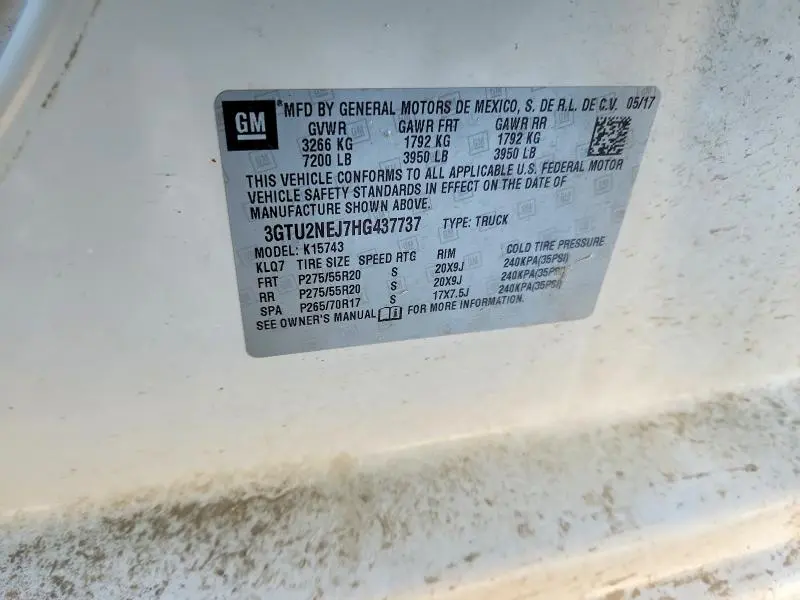 GM
*MFD BY GENERAL MOTORS DE MEXICO, S. DE R.L. DE C.V. 05/17
GVWR GAWR FRT GAWR RR
3266 KG 1792 KG 1792 KG
7200 LB 3950 LB 3950 LB
THIS VEHICLE CONFORMS TO ALL APPLICABLE U.S. FEDERAL MOTOR
VEHICLE SAFETY STANDARDS IN EFFECT ON THE DATE OF
MANUFACTURE SHOWN ABOVE.
3GTU2NEJ7HG437737 TYPE: TRUCK
MODEL: K15743
KLQ7 TIRE SIZE SPEED RTG RIM COLD TIRE PRESSURE
FRT P275/55R20 S 20X9J 240KPA(35PSI)
RR P275/55R20 S 20X9J 240KPA(35PSI)
SPA P265/70R17 S 17X7.5J 240KPA(35PSI)
SEE OWNER'S MANUAL FOR MORE INFORMATION.